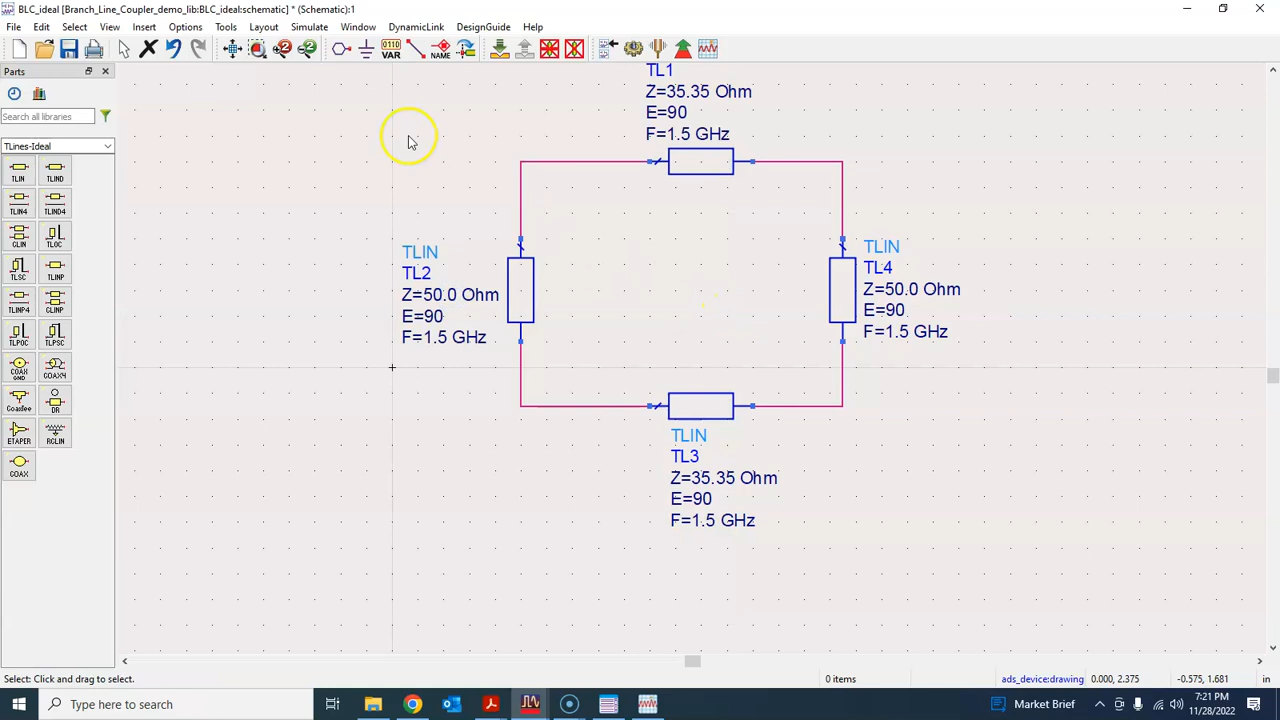 BLC_ideal [Branch_Line_Coupler_demo_lib:BLC_ideal:schematic] * (Schematic):1
File Edit Select View Insert Options Tools Layout Simulate Window DynamicLink DesignGuide Help
0110
VAR
NAME
Parts
Search all libraries
TLines-Ideal
TLIN TLIND
TLIN4 TLIND4
CLIN TLOC
TLSC TLINP
TLINP4 CLINP
TLPOC TLPSC
COAX GND COAX4
Coaxfee DR
ETAPER RCLIN
COAX
TL1
Z=35.35 Ohm
E=90
F=1.5 GHz
TLIN
TL2
Z=50.0 Ohm
E=90
F=1.5 GHz
TLIN
TL4
Z=50.0 Ohm
E=90
F=1.5 GHz
TLIN
TL3
Z=35.35 Ohm
E=90
F=1.5 GHz
Select: Click and drag to select.
0 items
ads_device:drawing
0.000, 2.375
-0.575, 1.681
in
Type here to search
Market Brief
7:21 PM
11/28/2022